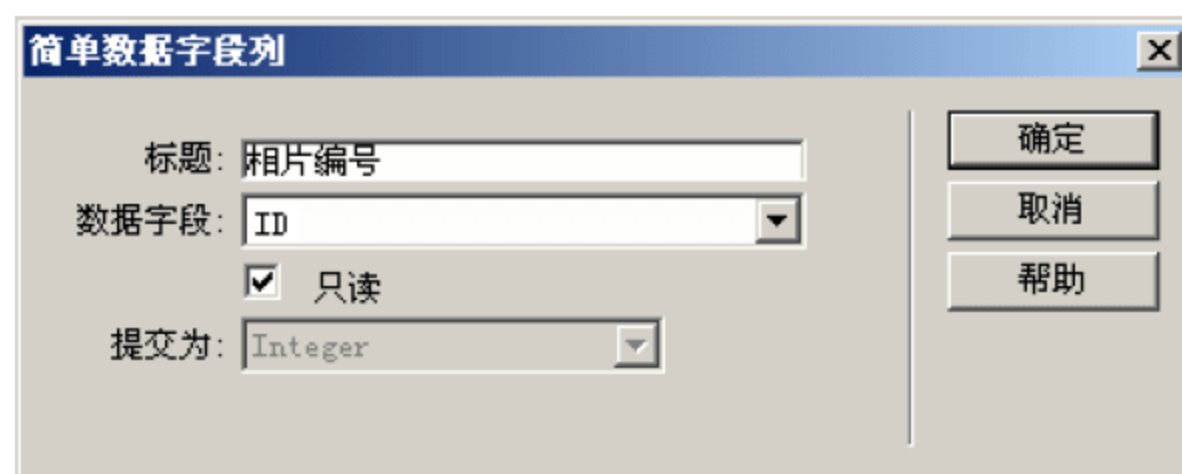 简单数据字段列
标题: 相片编号
数据字段: ID
只读
提交为: Integer
确定
取消
帮助